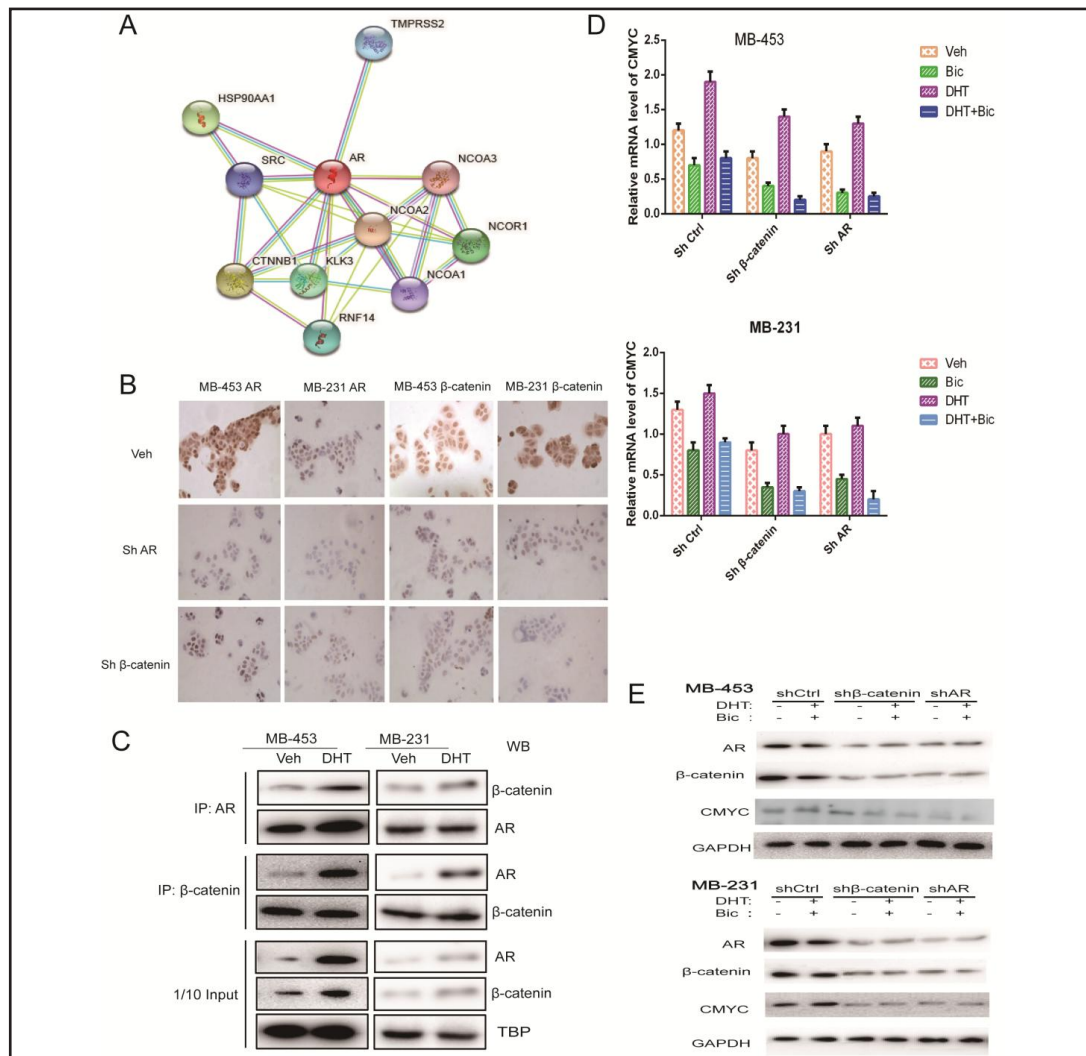 A
TMPRSS2
HSP90AA1
SRC
AR
NCOA3
NCOA2
NCOR1
CTNNB1
KLK3
NCOA1
RNF14
B
MB-453 AR
MB-231 AR
MB-453 β-catenin
MB-231 β-catenin
Veh
Sh AR
Sh β-catenin
C
MB-453
MB-231
WB
Veh
DHT
Veh
DHT
IP: AR
β-catenin
AR
IP: β-catenin
AR
β-catenin
1/10 Input
AR
β-catenin
TBP
D
MB-453
Relative mRNA level of CMYC
2.5
2.0
1.5
1.0
0.5
0.0
Sh Ctrl
Sh β-catenin
Sh AR
Veh
Bic
DHT
DHT+Bic
MB-231
Relative mRNA level of CMYC
2.0
1.5
1.0
0.5
0.0
Sh Ctrl
Sh β-catenin
Sh AR
Veh
Bic
DHT
DHT+Bic
E
MB-453 shCtrl shβ-catenin shAR
DHT: - + - + - +
Bic : + + +
AR
β-catenin
CMYC
GAPDH
MB-231 shCtrl shβ-catenin shAR
DHT: - + - + - +
Bic : + + +
AR
β-catenin
CMYC
GAPDH